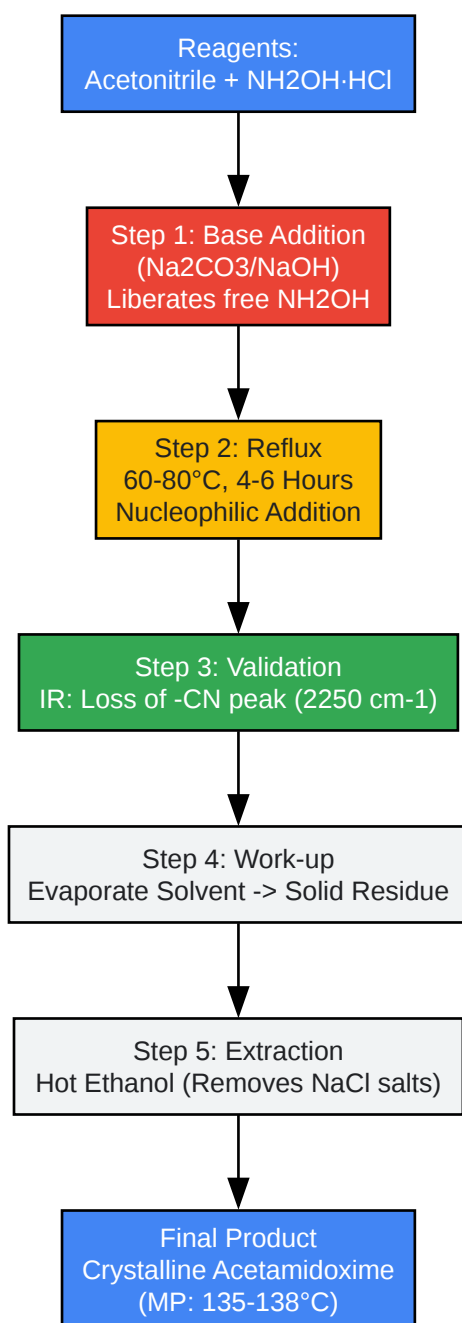 Reagents:
Acetonitrile + NH2OH·HCl
Step 1: Base Addition
(Na2CO3/NaOH)
Liberates free NH2OH
Step 2: Reflux
60-80°C, 4-6 Hours
Nucleophilic Addition
Step 3: Validation
IR: Loss of -CN peak (2250 cm-1)
Step 4: Work-up
Evaporate Solvent -> Solid Residue
Step 5: Extraction
Hot Ethanol (Removes NaCl salts)
Final Product
Crystalline Acetamidoxime
(MP: 135-138°C)